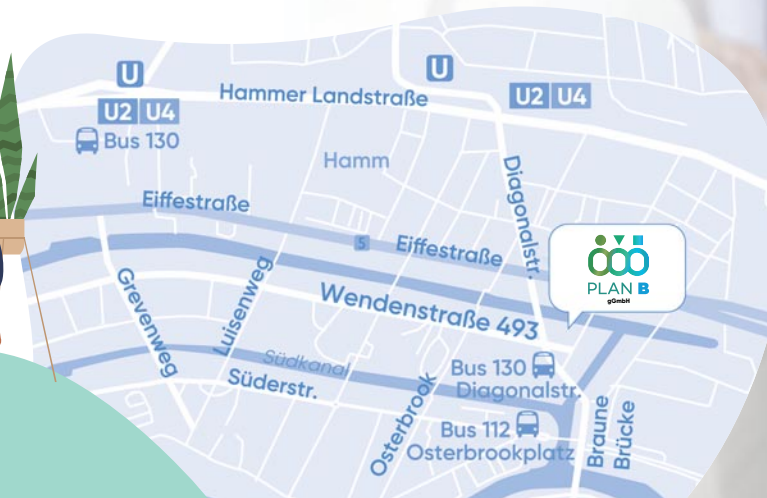 U
U2 U4
Bus 130
Hammer Landstraße
U
U2 U4
Hamm
Diagonalstr.
Eiffestraße
5
Eiffestraße
PLAN B
gGmbH
Grevenweg
Luisenweg
Wendenstraße 493
Südkanal
Süderstr.
Osterbrook
Bus 130
Diagonalstr.
Bus 112
Osterbrookplatz
Braune
Brücke